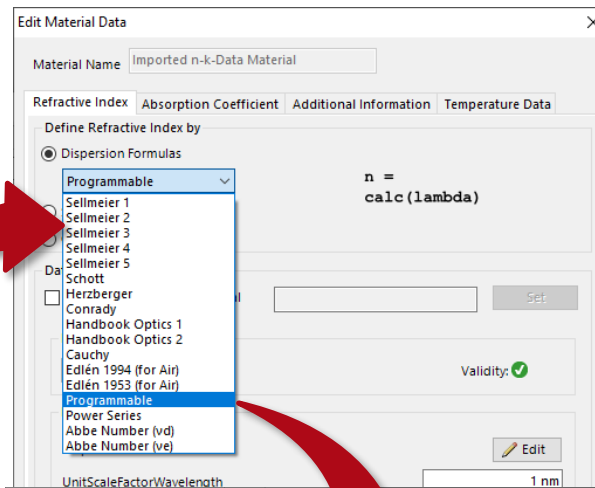 Edit Material Data
Material Name Imported n-k-Data Material
Refractive Index Absorption Coefficient Additional Information Temperature Data
Define Refractive Index by
Dispersion Formulas
Programmable
n =
calc(lambda)
Sellmeier 1
Sellmeier 2
Sellmeier 3
Sellmeier 4
Sellmeier 5
Schott
Herzberger
Conrady
Handbook Optics 1
Handbook Optics 2
Cauchy
Edlén 1994 (for Air)
Edlén 1953 (for Air)
Programmable
Power Series
Abbe Number (vd)
Abbe Number (ve)
Set
Validity:
Edit
UnitScaleFactorWavelength 1 nm